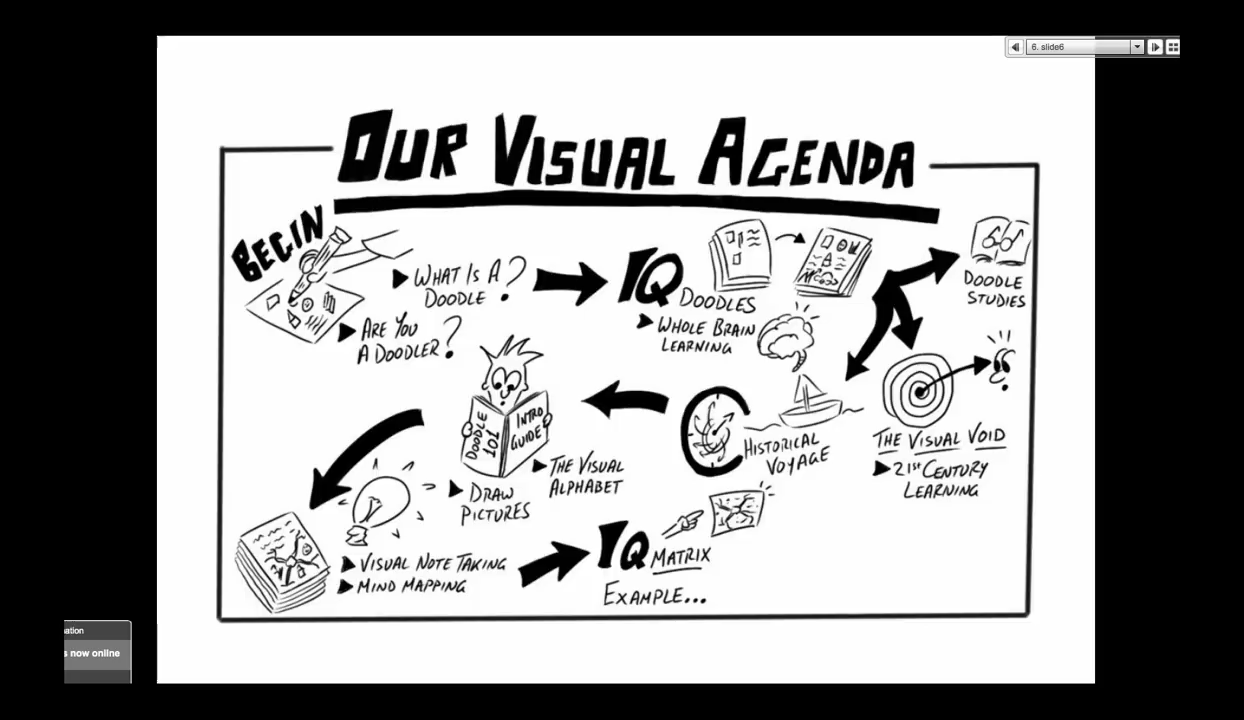 6. slide6
OUR VISUAL AGENDA
BEGIN
WHAT IS A
DOODLE?
ARE YOU
A DOODLER?
IQ
DOODLES
WHOLE BRAIN
LEARNING
DOODLE
STUDIES
THE VISUAL VOID
21st CENTURY
LEARNING
HISTORICAL
VOYAGE
DOODLE
101
INTRO
GUIDE
THE VISUAL
ALPHABET
DRAW
PICTURES
VISUAL NOTE TAKING
MIND MAPPING
IQ MATRIX
EXAMPLE...
s now online